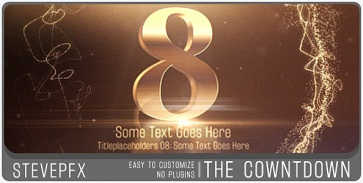 8
Some Text Goes Here
Titleplaceholders 08: Some Text Goes Here
STEVEPFX
EASY TO CUSTOMIZE
NO PLUGINS
THE COWNTDOWN